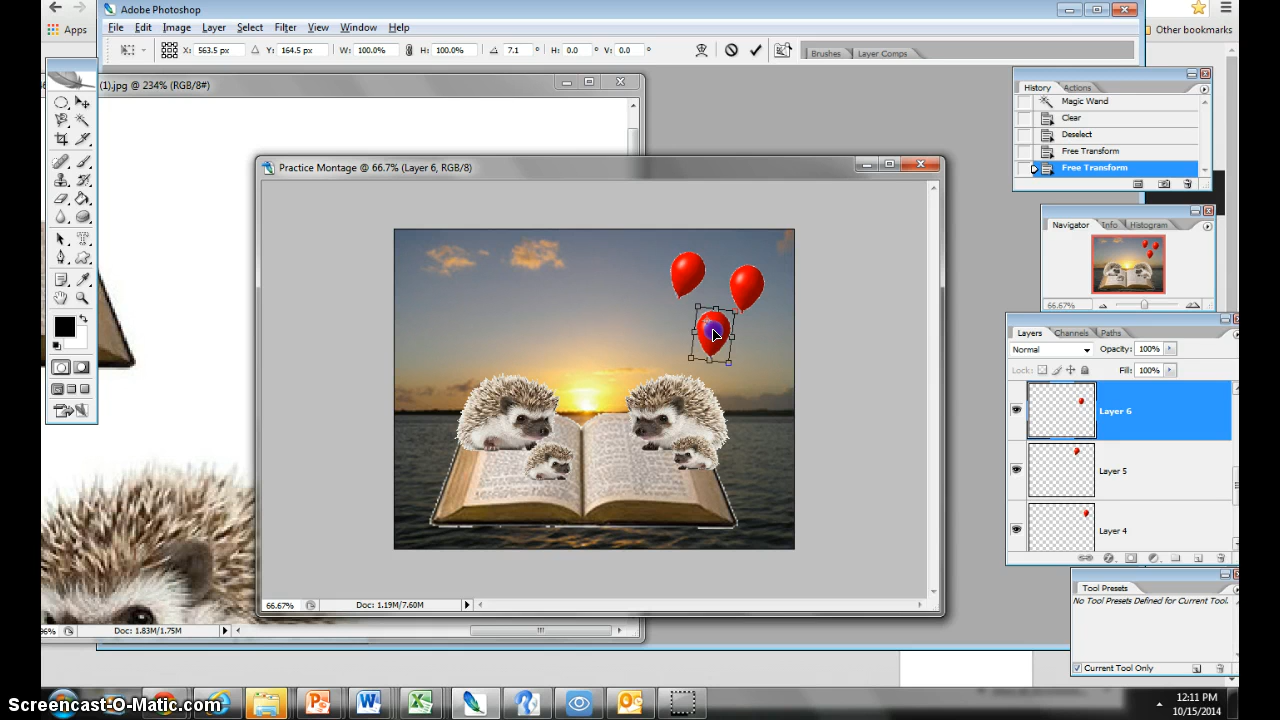 Adobe Photoshop
Apps
Other bookmarks
File Edit Image Layer Select Filter View Window Help
X: 563.5 px Y: 164.5 px W: 100.0% H: 100.0% 7.1 ° H: 0.0 ° V: 0.0 °
Brushes Layer Comps
(1).jpg @ 234% (RGB/8#)
History Actions
Magic Wand
Clear
Deselect
Free Transform
Free Transform
Practice Montage @ 66.7% (Layer 6, RGB/8)
Navigator Info Histogram
66.67%
Layers Channels Paths
Normal Opacity: 100%
Lock: Fill: 100%
Layer 6
Layer 5
Layer 4
Tool Presets
No Tool Presets Defined for Current Tool.
Current Tool Only
66.67% Doc: 1.19M/7.60M
96% Doc: 1.83M/1.75M
Screencast-O-Matic.com
12:11 PM
10/15/2014